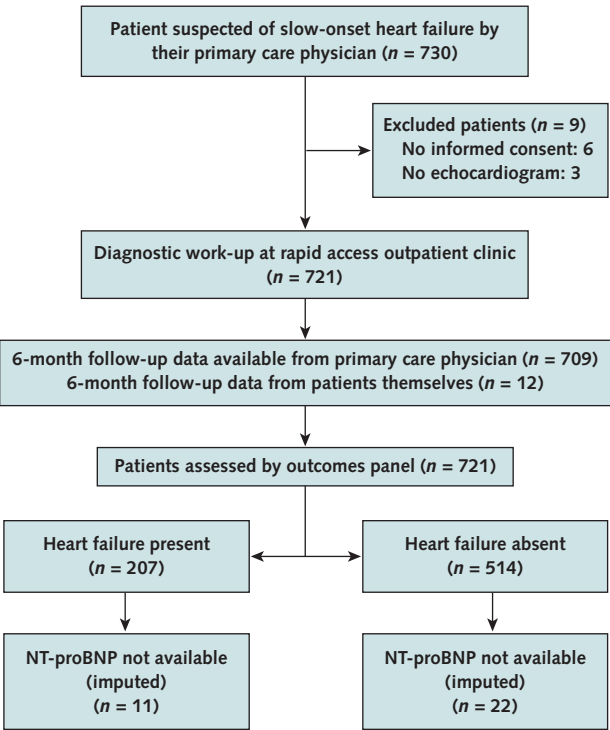 Patient suspected of slow-onset heart failure by
their primary care physician (n = 730)
Excluded patients (n = 9)
No informed consent: 6
No echocardiogram: 3
Diagnostic work-up at rapid access outpatient clinic
(n = 721)
6-month follow-up data available from primary care physician (n = 709)
6-month follow-up data from patients themselves (n = 12)
Patients assessed by outcomes panel (n = 721)
Heart failure present
(n = 207)
Heart failure absent
(n = 514)
NT-proBNP not available
(imputed)
(n = 11)
NT-proBNP not available
(imputed)
(n = 22)